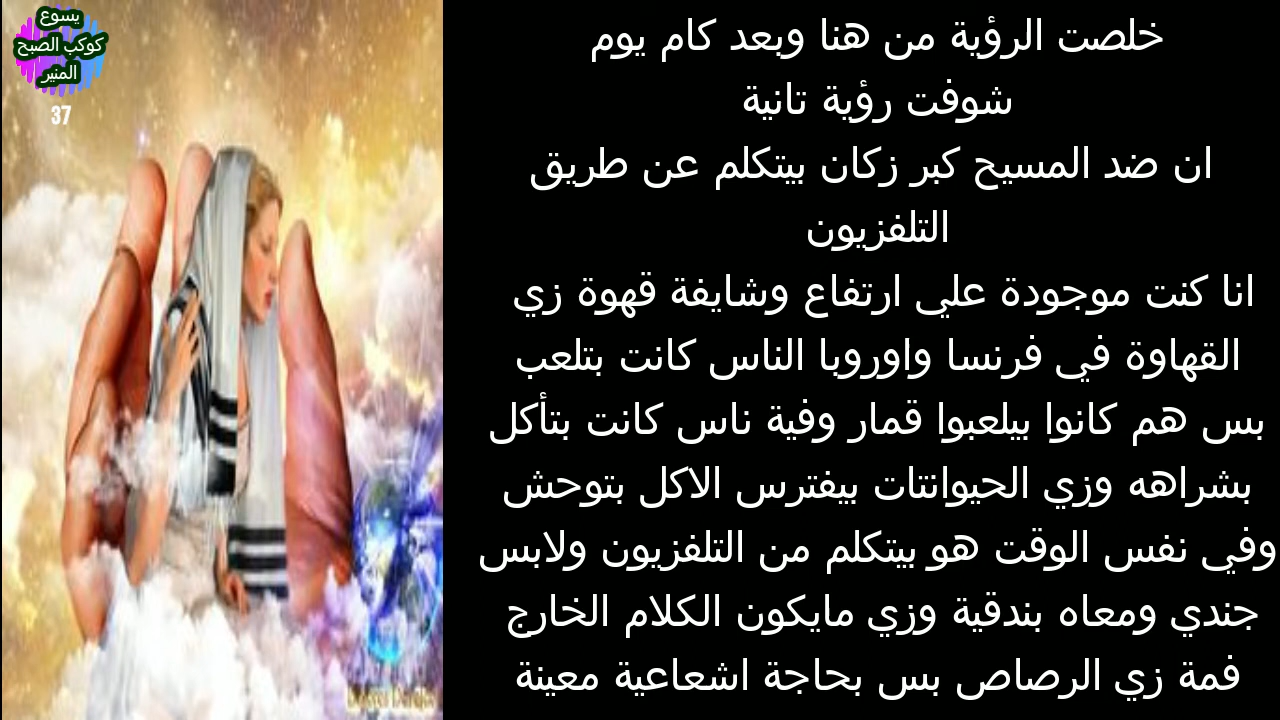 يسوع
كوكب الصبح
المنير
37
خلصت الرؤية من هنا وبعد كام يوم
شوفت رؤية تانية
ان ضد المسيح كبر زكان بيتكلم عن طريق
التلفزيون
انا كنت موجودة علي ارتفاع وشايفة قهوة زي
القهاوة في فرنسا واوروبا الناس كانت بتلعب
بس هم كانوا بيلعبوا قمار وفية ناس كانت بتأكل
بشراهه وزي الحيوانتات بيفترس الاكل بتوحش
وفي نفس الوقت هو بيتكلم من التلفزيون ولابس
جندي ومعاه بندقية وزي مايكون الكلام الخارج
فمة زي الرصاص بس بحاجة اشعاعية معينة